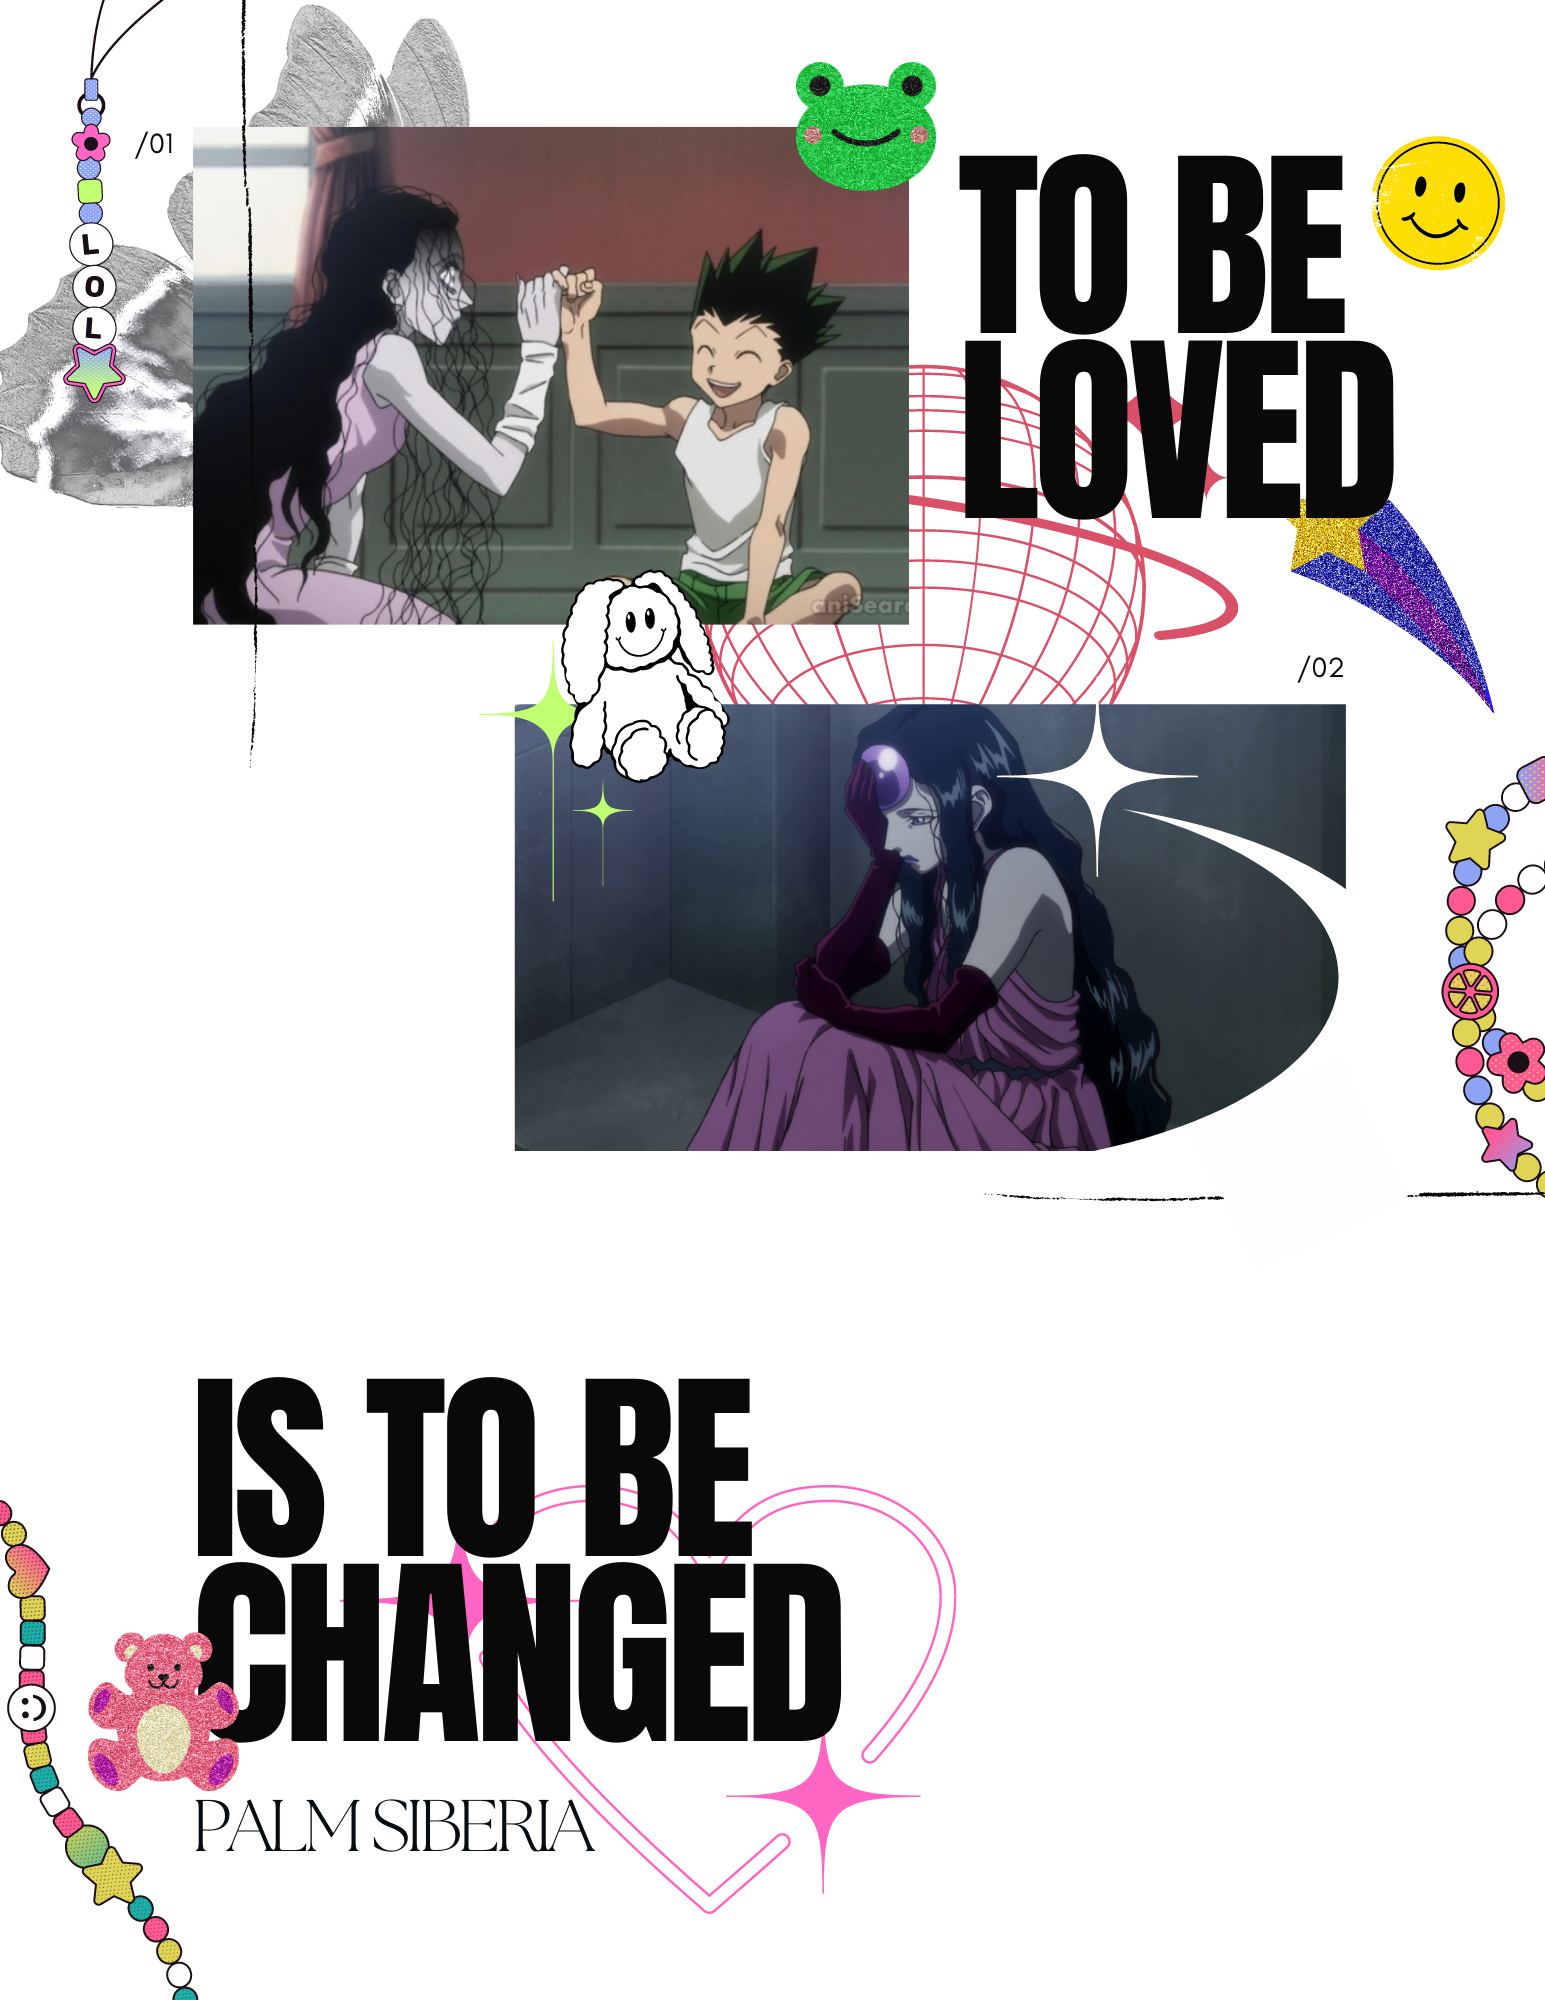 /01
LOL
TO BE
LOVED
/02
IS TO BE
CHANGED
PALM SIBERIA